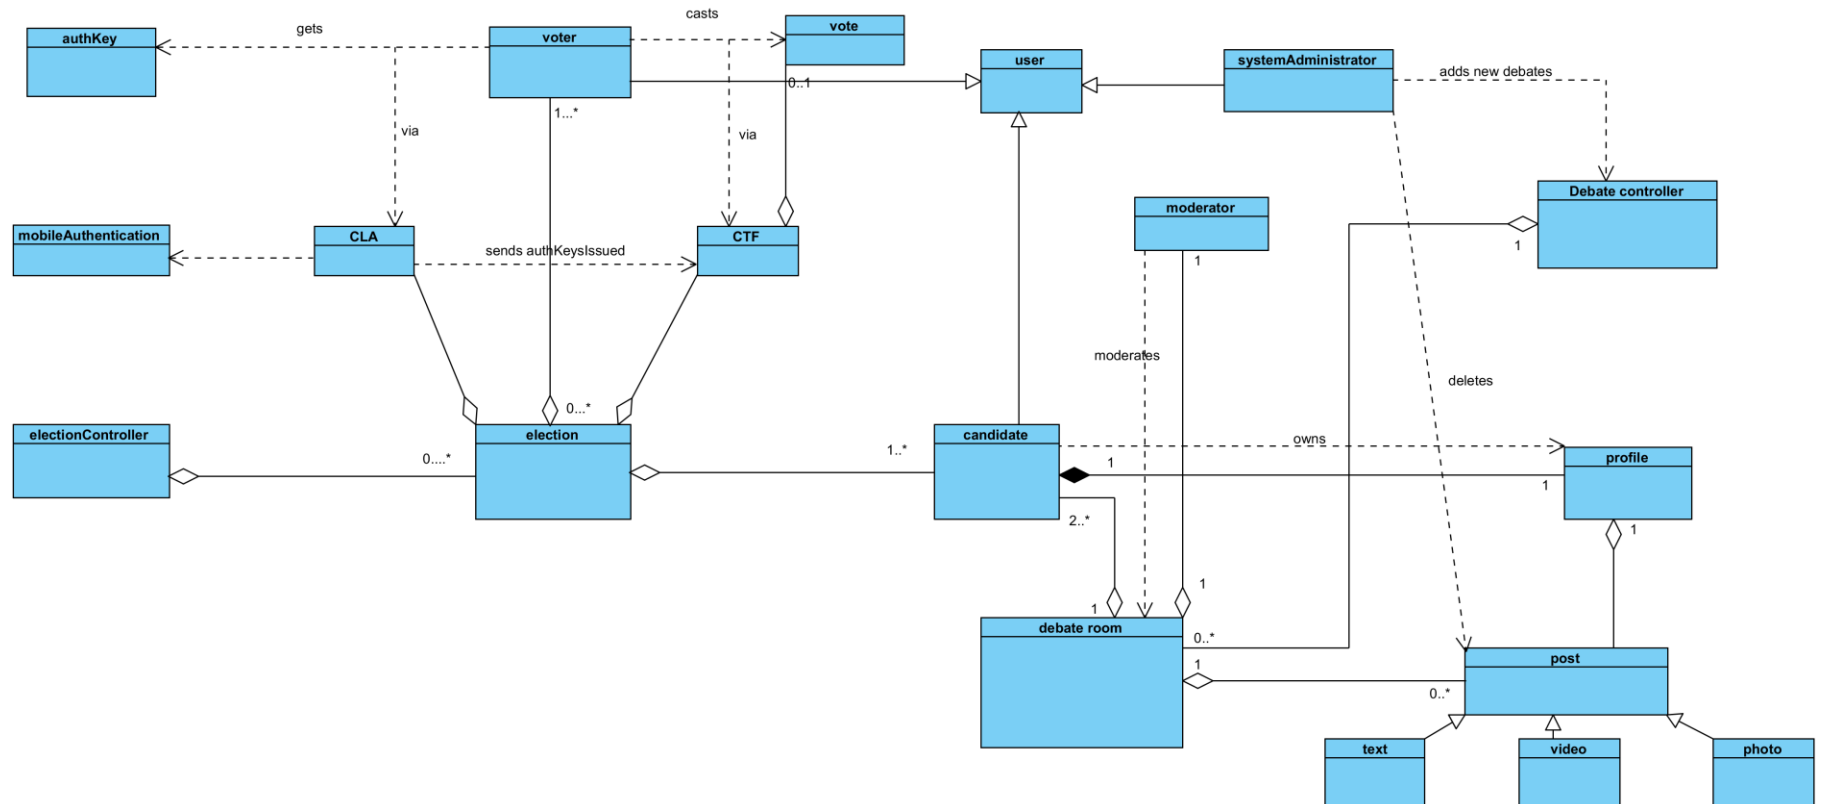 casts
gets
authKey
voter
vote
user
systemAdministrator
adds new debates
0..1
1...*
via
via
Debate controller
moderator
mobileAuthentication
CLA
CTF
sends authKeysIssued
1
1
moderates
deletes
0...*
electionController
election
candidate
owns
profile
0....*
1..*
1
1
2..*
1
1
1
debate room
0..*
post
1
0..*
text
video
photo